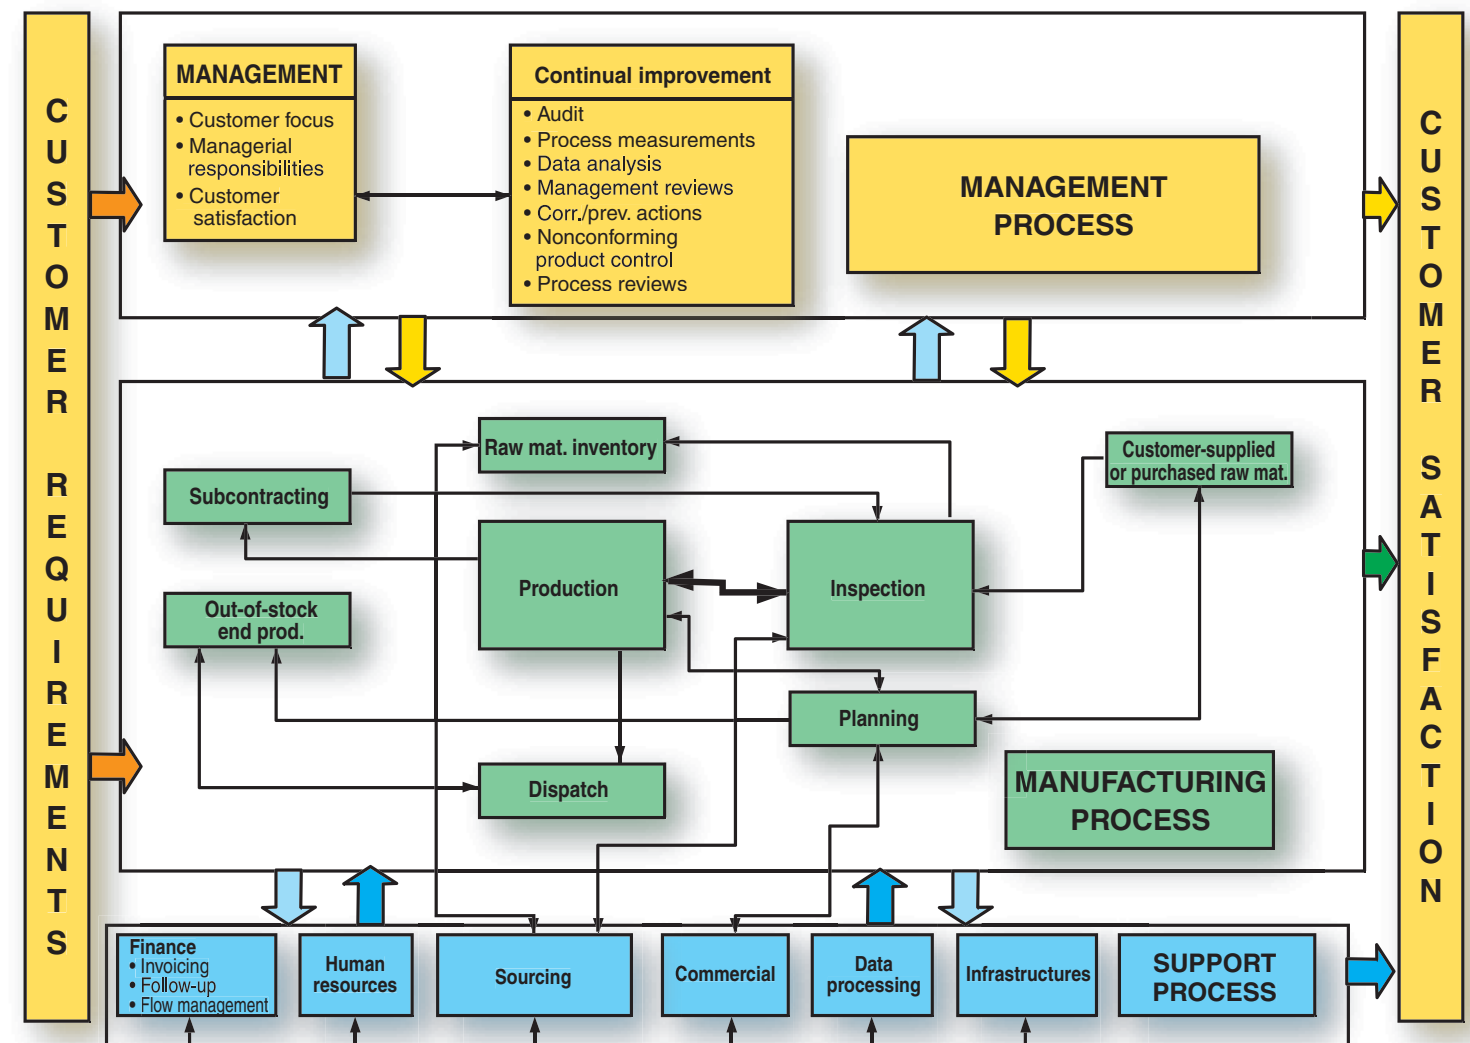 CUSTOMER REQUIREMENTS
MANAGEMENT
• Customer focus
• Managerial
responsibilities
• Customer
satisfaction
Continual improvement
• Audit
• Process measurements
• Data analysis
• Management reviews
• Corr./prev. actions
• Nonconforming
product control
• Process reviews
MANAGEMENT
PROCESS
CUSTOMER SATISFACTION
Raw mat. inventory
Customer-supplied
or purchased raw mat.
Subcontracting
Production
Inspection
Out-of-stock
end prod.
Planning
Dispatch
MANUFACTURING
PROCESS
Finance
• Invoicing
• Follow-up
• Flow management
Human
resources
Sourcing
Commercial
Data
processing
Infrastructures
SUPPORT
PROCESS